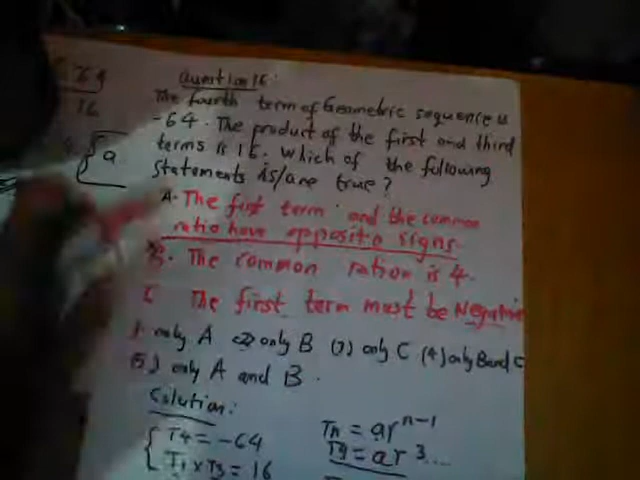 64
16
a
Question 16:
The fourth term of Geometric sequence is
-64. The product of the first and third
terms is 16. Which of the following
statements is/are true?
A. The first term and the common
ratio have opposite signs.
B. The common ration is 4.
C The first term must be Negative
1) only A (2) only B (3) only C (4) only B and C
(5) only A and B.
Solution:
T4 = -64
T1 x T3 = 16
Tn = ar^n-1
T4 = ar^3...